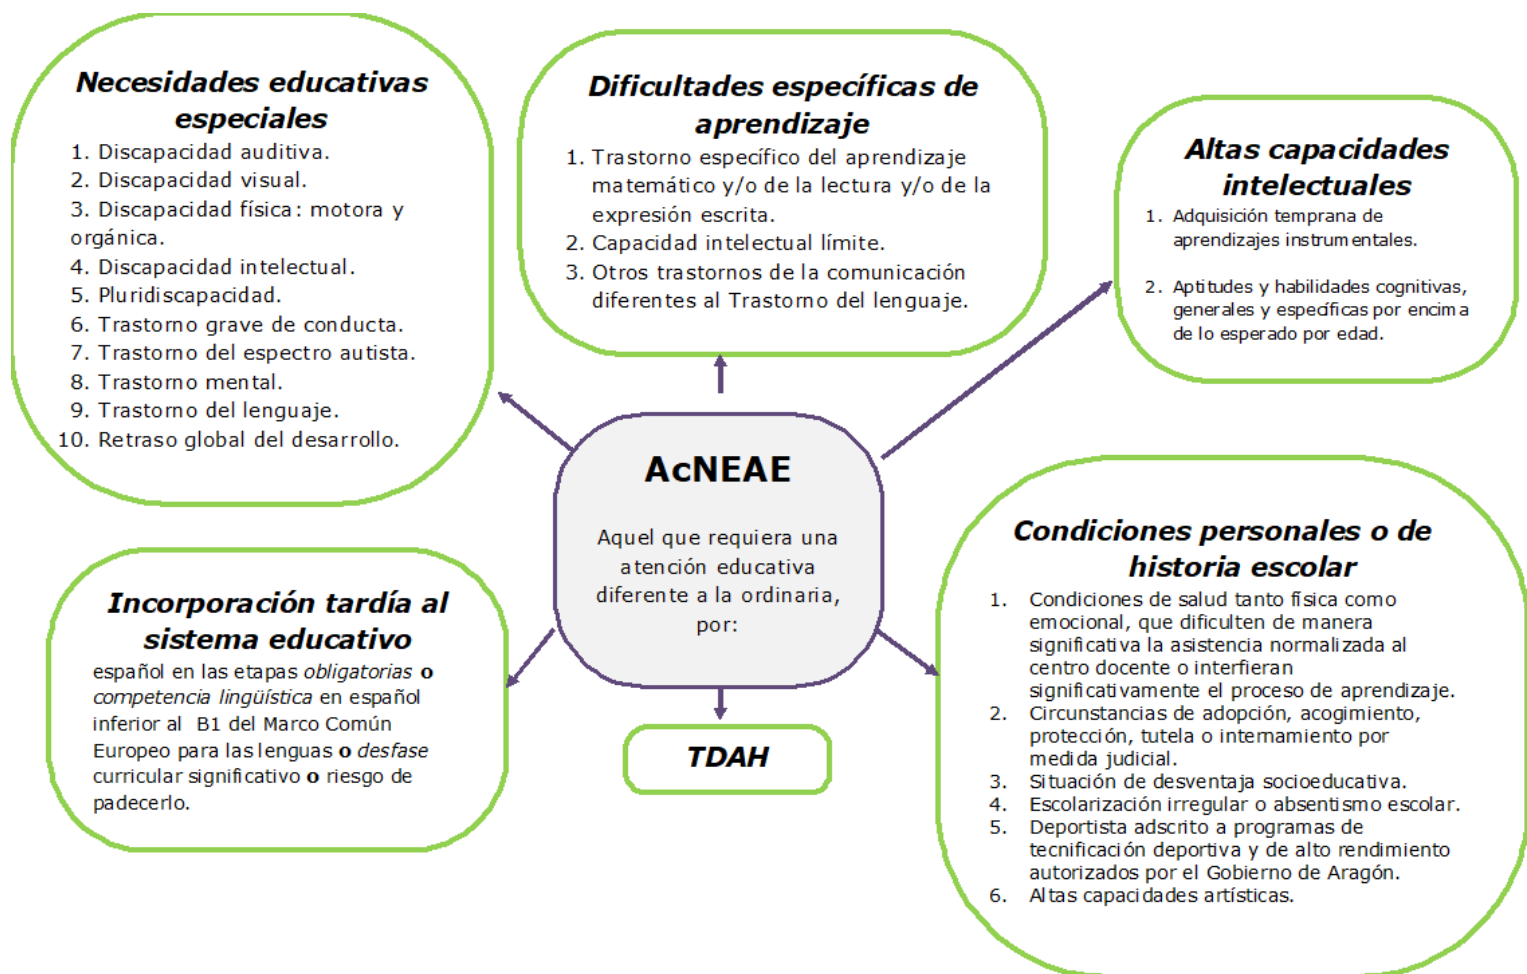 Necesidades educativas
especiales
1. Discapacidad auditiva.
2. Discapacidad visual.
3. Discapacidad física: motora y
orgánica.
4. Discapacidad intelectual.
5. Pluridiscapacidad.
6. Trastorno grave de conducta.
7. Trastorno del espectro autista.
8. Trastorno mental.
9. Trastorno del lenguaje.
10. Retraso global del desarrollo.
Dificultades específicas de
aprendizaje
1. Trastorno específico del aprendizaje
matemático y/o de la lectura y/o de la
expresión escrita.
2. Capacidad intelectual límite.
3. Otros trastornos de la comunicación
diferentes al Trastorno del lenguaje.
Altas capacidades
intelectuales
1. Adquisición temprana de
aprendizajes instrumentales.
2. Aptitudes y habilidades cognitivas,
generales y específicas por encima
de lo esperado por edad.
AcNEAE
Aquel que requiera una
atención educativa
diferente a la ordinaria,
por:
Incorporación tardía al
sistema educativo
español en las etapas obligatorias o
competencia lingüística en español
inferior al B1 del Marco Común
Europeo para las lenguas o desfase
curricular significativo o riesgo de
padecerlo.
TDAH
Condiciones personales o de
historia escolar
1. Condiciones de salud tanto física como
emocional, que dificulten de manera
significativa la asistencia normalizada al
centro docente o interfieran
significativamente el proceso de aprendizaje.
2. Circunstancias de adopción, acogimiento,
protección, tutela o internamiento por
medida judicial.
3. Situación de desventaja socioeducativa.
4. Escolarización irregular o absentismo escolar.
5. Deportista adscrito a programas de
tecnificación deportiva y de alto rendimiento
autorizados por el Gobierno de Aragón.
6. Altas capacidades artísticas.